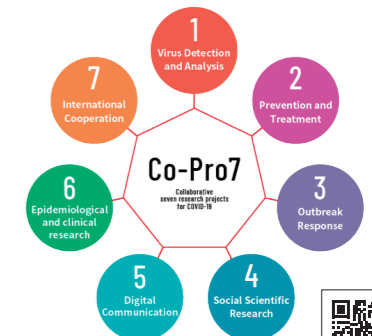 1
Virus Detection
and Analysis
2
Prevention and
Treatment
3
Outbreak
Response
4
Social Scientific
Research
5
Digital
Communication
6
Epidemiological
and clinical
research
7
International
Cooperation
Co-Pro7
Collaborative
seven research projects
for COVID-19